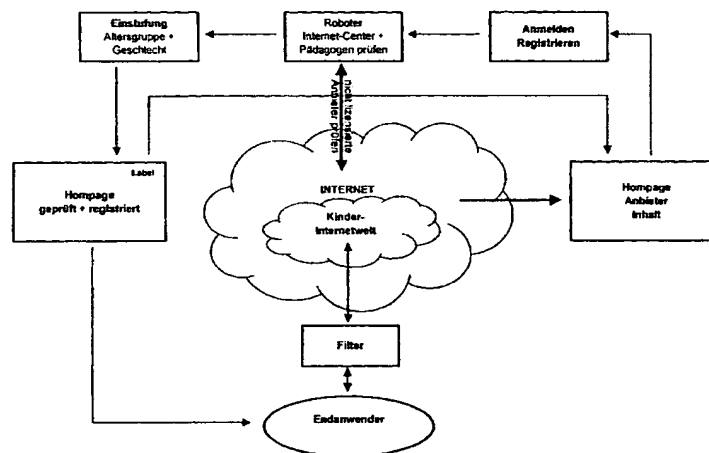 Einstufung
Altersgruppe +
Geschlecht
Roboter
Internet-Center +
Pädagogen prüfen
Anmelden
Registrieren
nicht lizensierte
Anbieter prüfen
Label
Hompage
geprüft + registriert
INTERNET
Kinder-
Internetwelt
Hompage
Anbieter
Inhalt
Filter
Endanwender